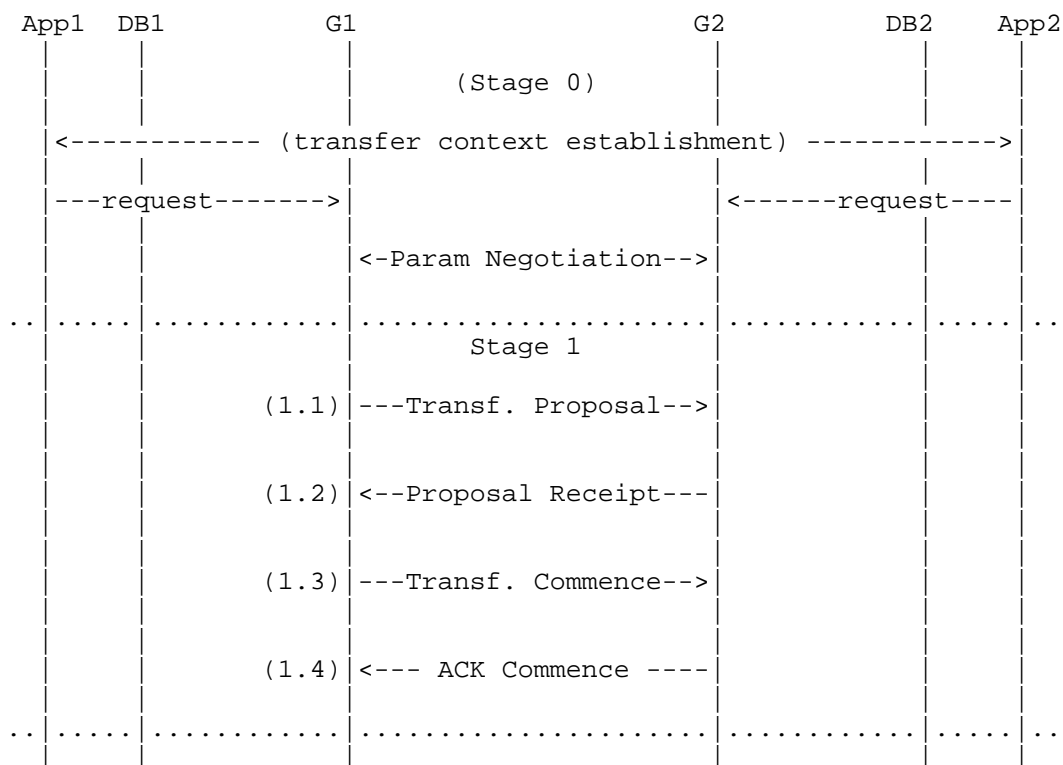 App1 DB1 G1 G2 DB2 App2
(Stage 0)
|<------------ (transfer context establishment) ------------>|
|---request------->| |<------request----|
|<-Param Negotiation-->|
..|.....|............|......................|............|.....|..
Stage 1
(1.1)|---Transf. Proposal-->|
(1.2)|<--Proposal Receipt---|
(1.3)|---Transf. Commence-->|
(1.4)|<--- ACK Commence ----|
..|.....|............|......................|............|.....|..